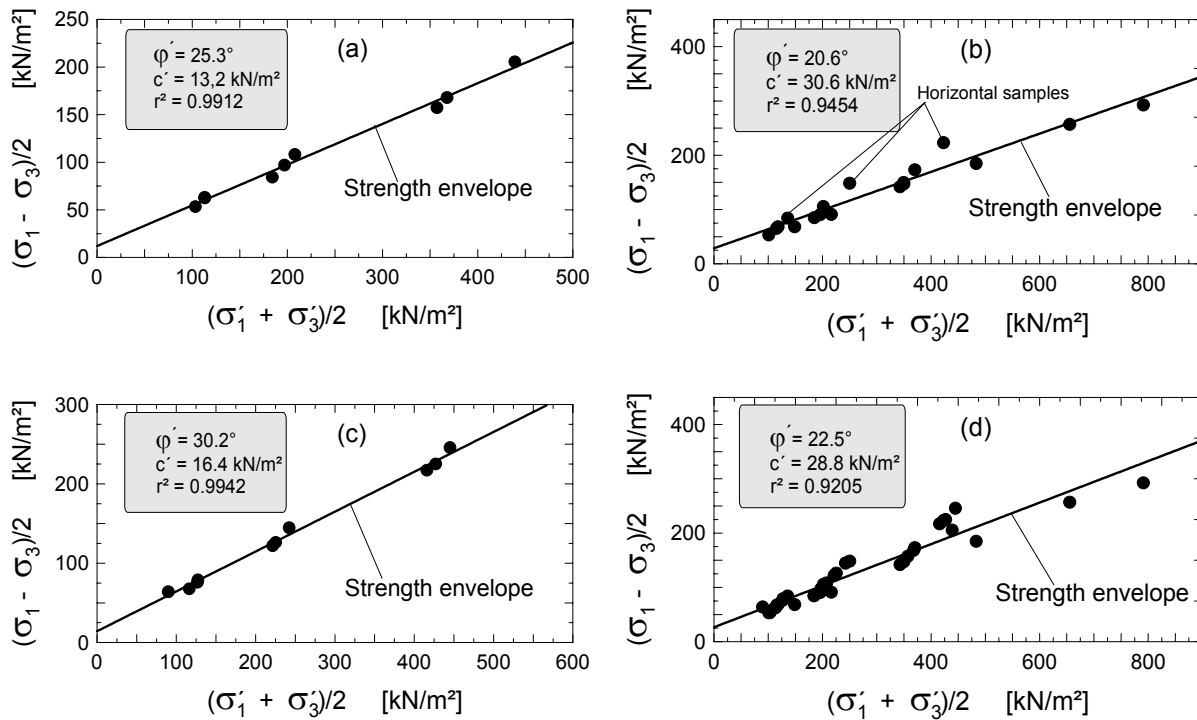 (a)
φ´ = 25.3°
c´ = 13,2 kN/m²
r² = 0.9912
Strength envelope
(σ₁ - σ₃)/2 [kN/m²]
250
200
150
100
50
0
0 100 200 300 400 500
(σ´₁ + σ´₃)/2 [kN/m²]
(b)
φ´ = 20.6°
c´ = 30.6 kN/m²
r² = 0.9454
Horizontal samples
Strength envelope
(σ₁ - σ₃)/2 [kN/m²]
400
200
0
0 200 400 600 800
(σ´₁ + σ´₃)/2 [kN/m²]
(c)
φ´ = 30.2°
c´ = 16.4 kN/m²
r² = 0.9942
Strength envelope
(σ₁ - σ₃)/2 [kN/m²]
300
200
100
0
0 100 200 300 400 500 600
(σ´₁ + σ´₃)/2 [kN/m²]
(d)
φ´ = 22.5°
c´ = 28.8 kN/m²
r² = 0.9205
Strength envelope
(σ₁ - σ₃)/2 [kN/m²]
400
200
0
0 200 400 600 800
(σ´₁ + σ´₃)/2 [kN/m²]